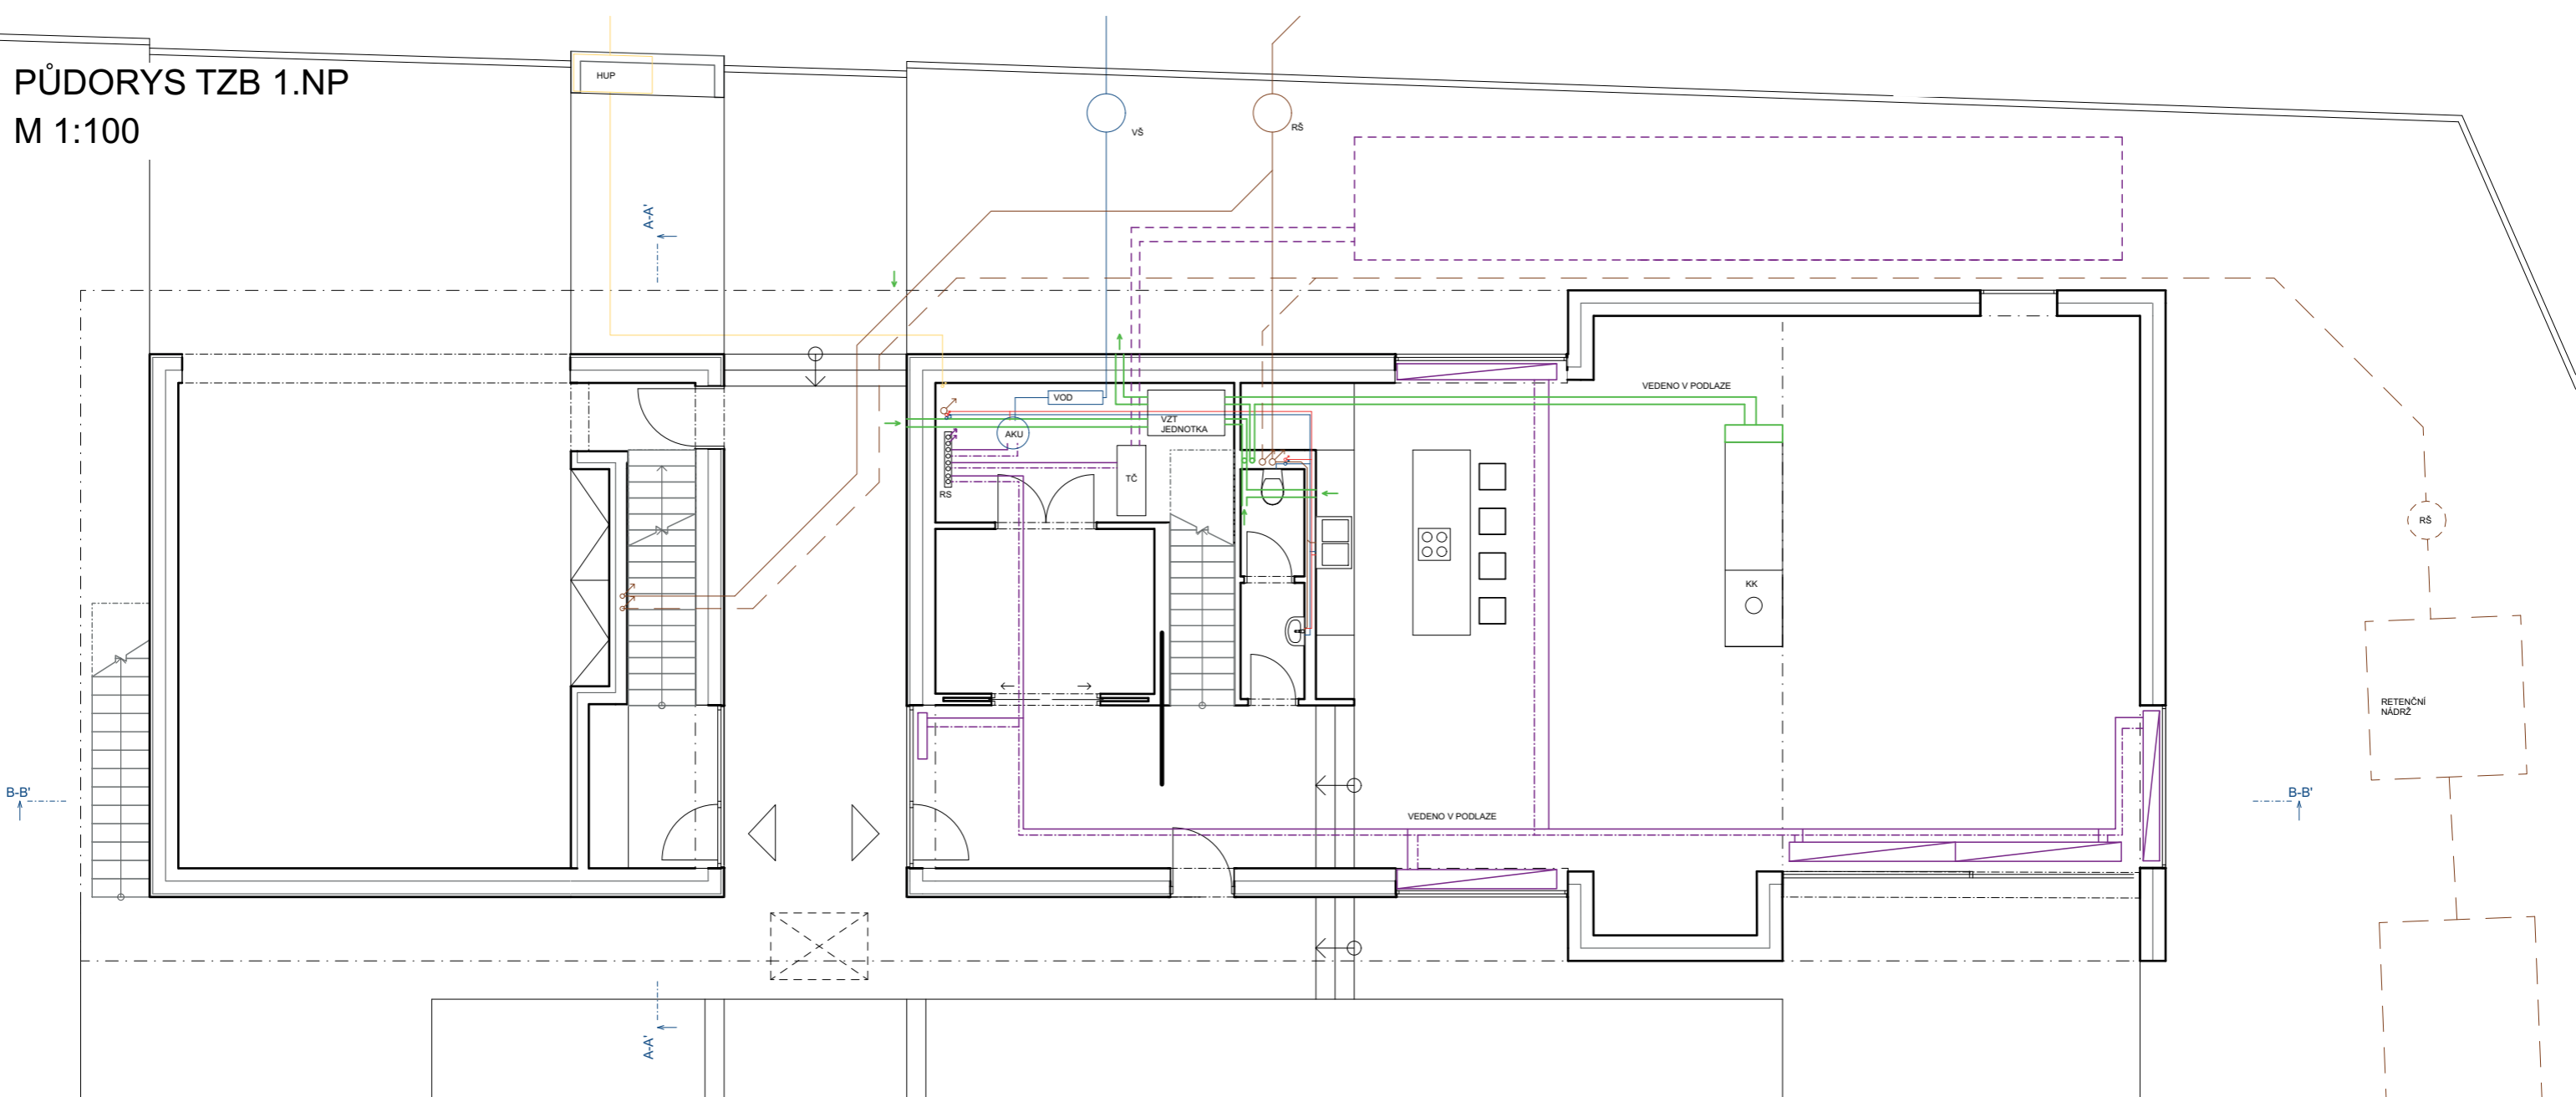 PŮDORYS TZB 1.NP
M 1:100
HUP
VŠ
RŠ
A-A'
VEDENO V PODLAZE
VOD
VZT
JEDNOTKA
AKU
TČ
RS
RŠ
KK
RETENČNÍ
NÁDRŽ
B-B'
B-B'
VEDENO V PODLAZE
A-A'